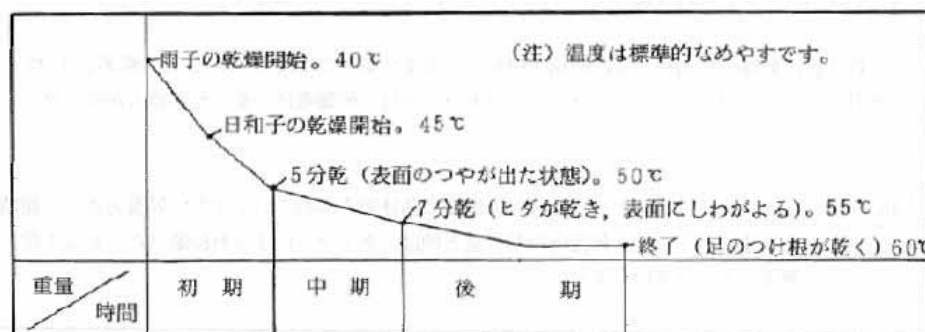 (注) 温度は標準的なめやすです。
雨子の乾燥開始。40℃
日和子の乾燥開始。45℃
5分乾 (表面のつやが出た状態)。50℃
7分乾 (ヒダが乾き, 表面にしわがよる)。55℃
終了 (足のつけ根が乾く) 60℃
重量
時間
初期
中期
後期